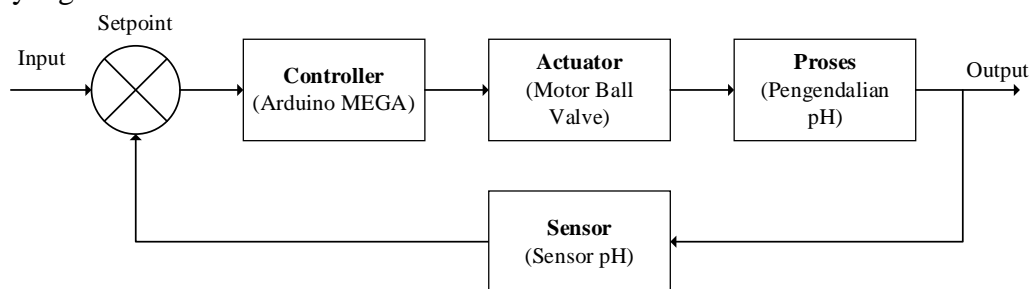 Setpoint
Input
Controller
(Arduino MEGA)
Actuator
(Motor Ball
Valve)
Proses
(Pengendalian
pH)
Output
Sensor
(Sensor pH)